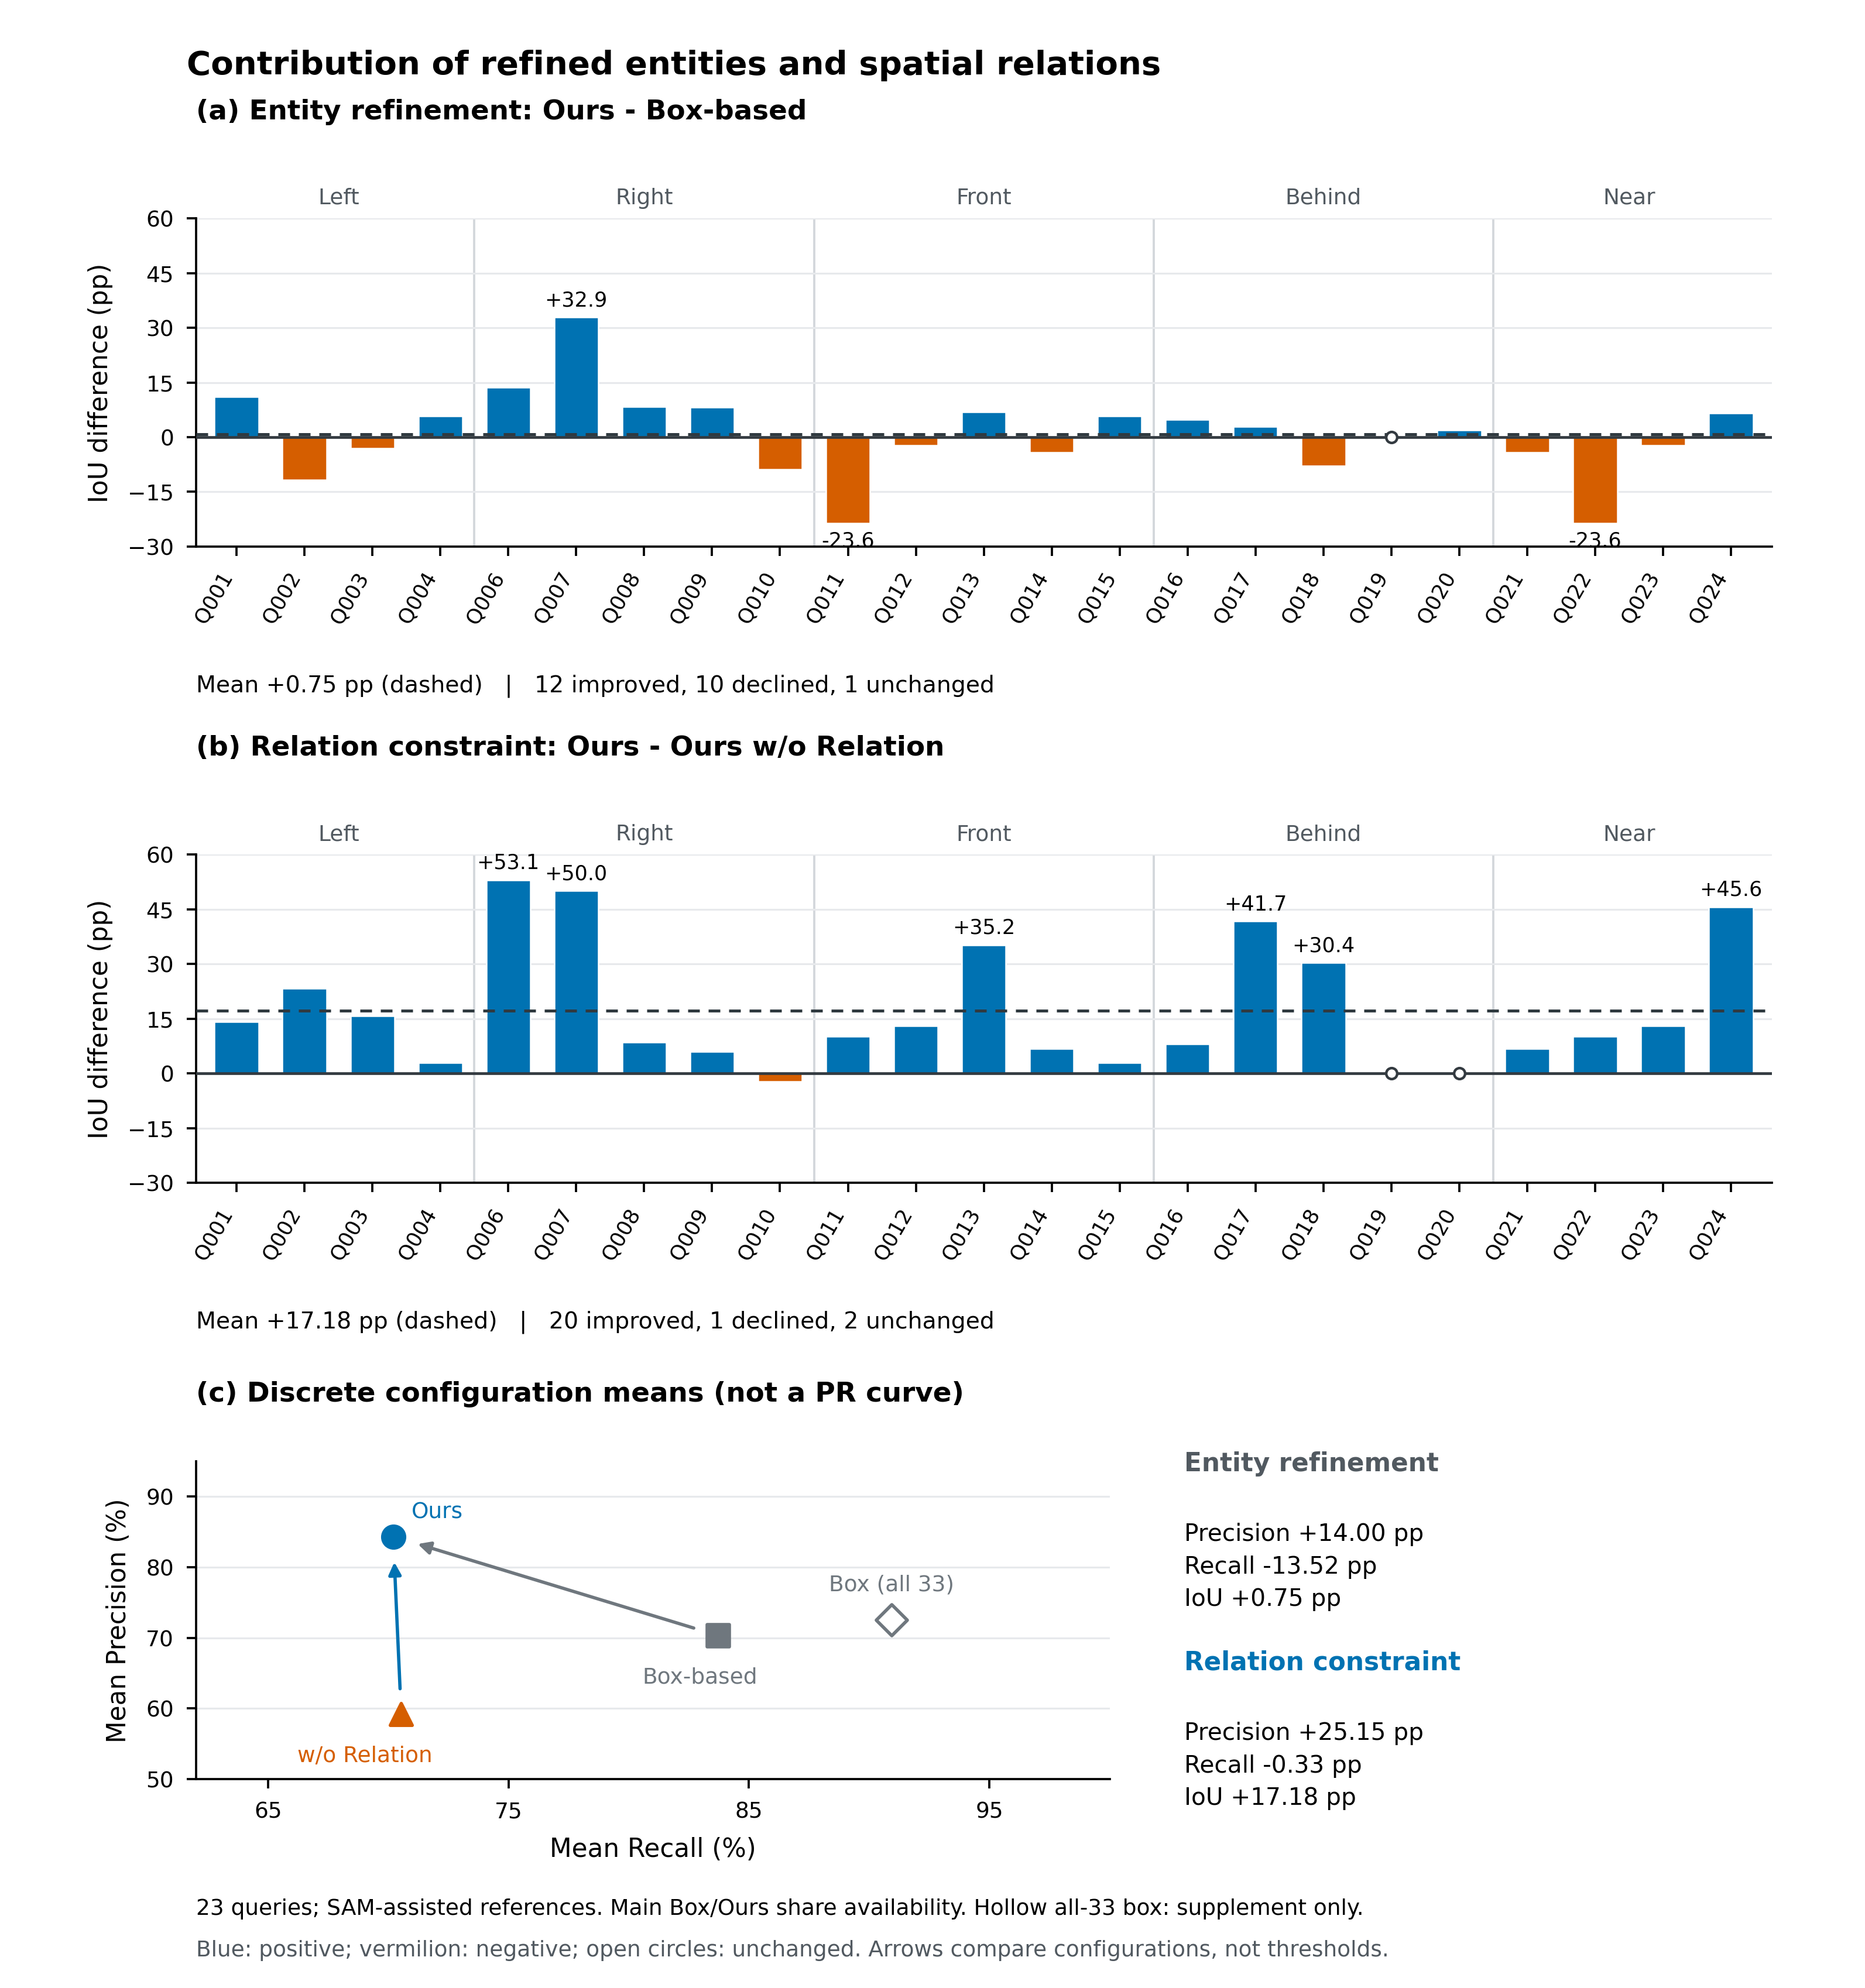 Contribution of refined entities and spatial relations
(a) Entity refinement: Ours - Box-based
Left Right Front Behind Near
60
45
30
15
0
−15
−30
IoU difference (pp)
+32.9
-23.6
-23.6
Q001 Q002 Q003 Q004 Q006 Q007 Q008 Q009 Q010 Q011 Q012 Q013 Q014 Q015 Q016 Q017 Q018 Q019 Q020 Q021 Q022 Q023 Q024
Mean +0.75 pp (dashed) | 12 improved, 10 declined, 1 unchanged
(b) Relation constraint: Ours - Ours w/o Relation
Left Right Front Behind Near
60
45
30
15
0
−15
−30
IoU difference (pp)
+53.1
+50.0
+35.2
+41.7
+30.4
+45.6
Q001 Q002 Q003 Q004 Q006 Q007 Q008 Q009 Q010 Q011 Q012 Q013 Q014 Q015 Q016 Q017 Q018 Q019 Q020 Q021 Q022 Q023 Q024
Mean +17.18 pp (dashed) | 20 improved, 1 declined, 2 unchanged
(c) Discrete configuration means (not a PR curve)
90
80
70
60
50
Mean Precision (%)
Ours
Box (all 33)
Box-based
w/o Relation
65 75 85 95
Mean Recall (%)
Entity refinement
Precision +14.00 pp
Recall -13.52 pp
IoU +0.75 pp
Relation constraint
Precision +25.15 pp
Recall -0.33 pp
IoU +17.18 pp
23 queries; SAM-assisted references. Main Box/Ours share availability. Hollow all-33 box: supplement only.
Blue: positive; vermilion: negative; open circles: unchanged. Arrows compare configurations, not thresholds.